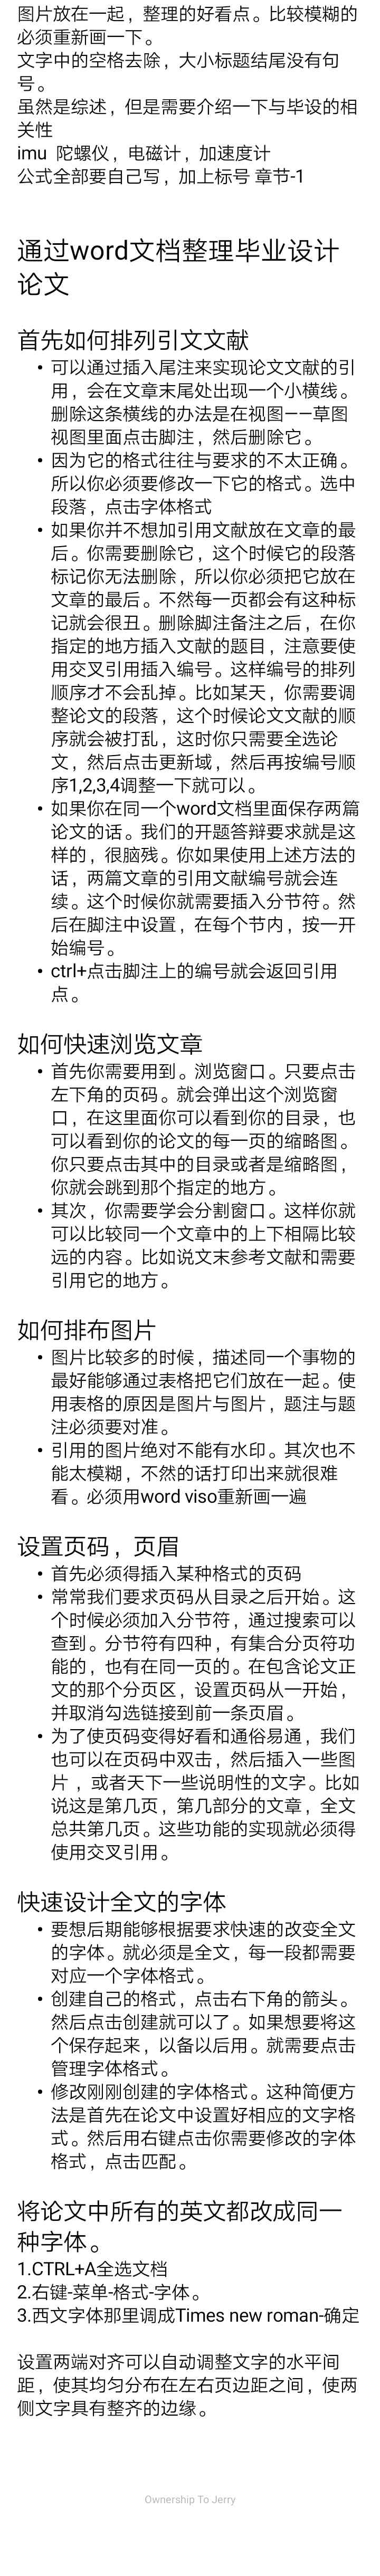 图片放在一起，整理的好看点。比较模糊的
必须重新画一下。
文字中的空格去除，大小标题结尾没有句
号。
虽然是综述，但是需要介绍一下与毕设的相
关性
imu  陀螺仪，电磁计，加速度计
公式全部要自己写，加上标号 章节-1
通过word文档整理毕业设计
论文
首先如何排列引文文献
• 可以通过插入尾注来实现论文文献的引
用，会在文章末尾处出现一个小横线。
删除这条横线的办法是在视图——草图
视图里面点击脚注，然后删除它。
• 因为它的格式往往与要求的不太正确。
所以你必须要修改一下它的格式。选中
段落，点击字体格式
• 如果你并不想加引用文献放在文章的最
后。你需要删除它，这个时候它的段落
标记你无法删除，所以你必须把它放在
文章的最后。不然每一页都会有这种标
记就会很丑。删除脚注备注之后，在你
指定的地方插入文献的题目，注意要使
用交叉引用插入编号。这样编号的排列
顺序才不会乱掉。比如某天，你需要调
整论文的段落，这个时候论文文献的顺
序就会被打乱，这时你只需要全选论
文，然后点击更新域，然后再按编号顺
序1,2,3,4调整一下就可以。
• 如果你在同一个word文档里面保存两篇
论文的话。我们的开题答辩要求就是这
样的，很脑残。你如果使用上述方法的
话，两篇文章的引用文献编号就会连
续。这个时候你就需要插入分节符。然
后在脚注中设置，在每个节内，按一开
始编号。
• ctrl+点击脚注上的编号就会返回引用
点。
如何快速浏览文章
• 首先你需要用到。浏览窗口。只要点击
左下角的页码。就会弹出这个浏览窗
口，在这里面你可以看到你的目录，也
可以看到你的论文的每一页的缩略图。
你只要点击其中的目录或者是缩略图，
你就会跳到那个指定的地方。
• 其次，你需要学会分割窗口。这样你就
可以比较同一个文章中的上下相隔比较
远的内容。比如说文末参考文献和需要
引用它的地方。
如何排布图片
• 图片比较多的时候，描述同一个事物的
最好能够通过表格把它们放在一起。使
用表格的原因是图片与图片，题注与题
注必须要对准。
• 引用的图片绝对不能有水印。其次也不
能太模糊，不然的话打印出来就很难
看。必须用word viso重新画一遍
设置页码，页眉
• 首先必须得插入某种格式的页码
• 常常我们要求页码从目录之后开始。这
个时候必须加入分节符，通过搜索可以
查到。分节符有四种，有集合分页符功
能的，也有在同一页的。在包含论文正
文的那个分页区，设置页码从一开始，
并取消勾选链接到前一条页眉。
• 为了使页码变得好看和通俗易通，我们
也可以在页码中双击，然后插入一些图
片 ，或者天下一些说明性的文字。比如
说这是第几页，第几部分的文章，全文
总共第几页。这些功能的实现就必须得
使用交叉引用。
快速设计全文的字体
• 要想后期能够根据要求快速的改变全文
的字体。就必须是全文，每一段都需要
对应一个字体格式。
• 创建自己的格式，点击右下角的箭头。
然后点击创建就可以了。如果想要将这
个保存起来，以备以后用。就需要点击
管理字体格式。
• 修改刚刚创建的字体格式。这种简便方
法是首先在论文中设置好相应的文字格
式。然后用右键点击你需要修改的字体
格式，点击匹配。
将论文中所有的英文都改成同一
种字体。
1.CTRL+A全选文档
2.右键-菜单-格式-字体。
3.西文字体那里调成Times new roman-确定
设置两端对齐可以自动调整文字的水平间
距，使其均匀分布在左右页边距之间，使两
侧文字具有整齐的边缘。
Ownership To Jerry